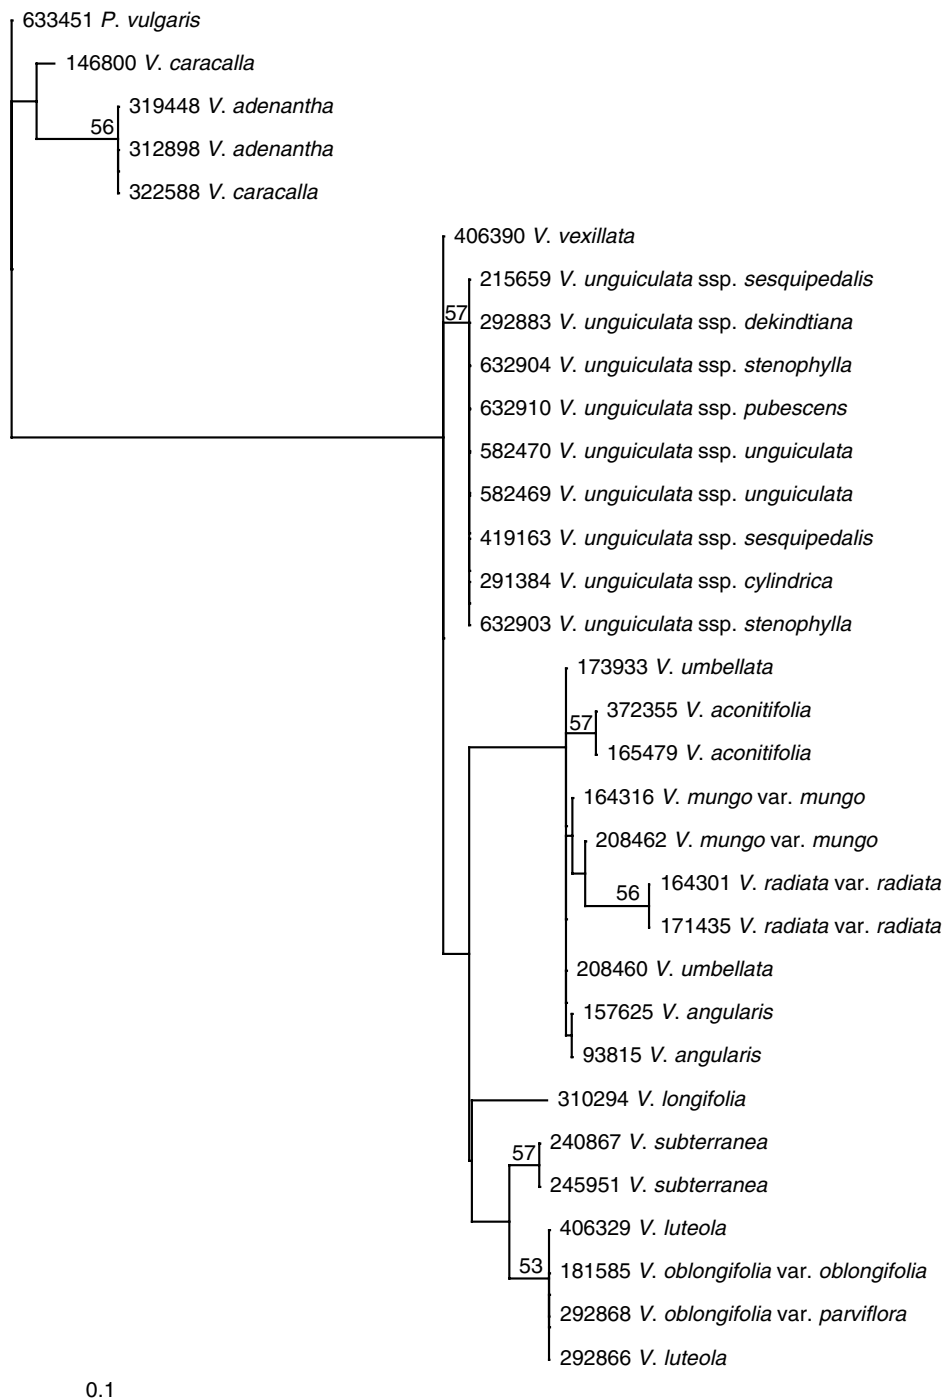 633451 P. vulgaris
146800 V. caracalla
319448 V. adenantha
56
312898 V. adenantha
322588 V. caracalla
406390 V. vexillata
215659 V. unguiculata ssp. sesquipedalis
57
292883 V. unguiculata ssp. dekindtiana
632904 V. unguiculata ssp. stenophylla
632910 V. unguiculata ssp. pubescens
582470 V. unguiculata ssp. unguiculata
582469 V. unguiculata ssp. unguiculata
419163 V. unguiculata ssp. sesquipedalis
291384 V. unguiculata ssp. cylindrica
632903 V. unguiculata ssp. stenophylla
173933 V. umbellata
372355 V. aconitifolia
57
165479 V. aconitifolia
164316 V. mungo var. mungo
208462 V. mungo var. mungo
164301 V. radiata var. radiata
56
171435 V. radiata var. radiata
208460 V. umbellata
157625 V. angularis
93815 V. angularis
310294 V. longifolia
240867 V. subterranea
57
245951 V. subterranea
406329 V. luteola
53
181585 V. oblongifolia var. oblongifolia
292868 V. oblongifolia var. parviflora
292866 V. luteola
0.1